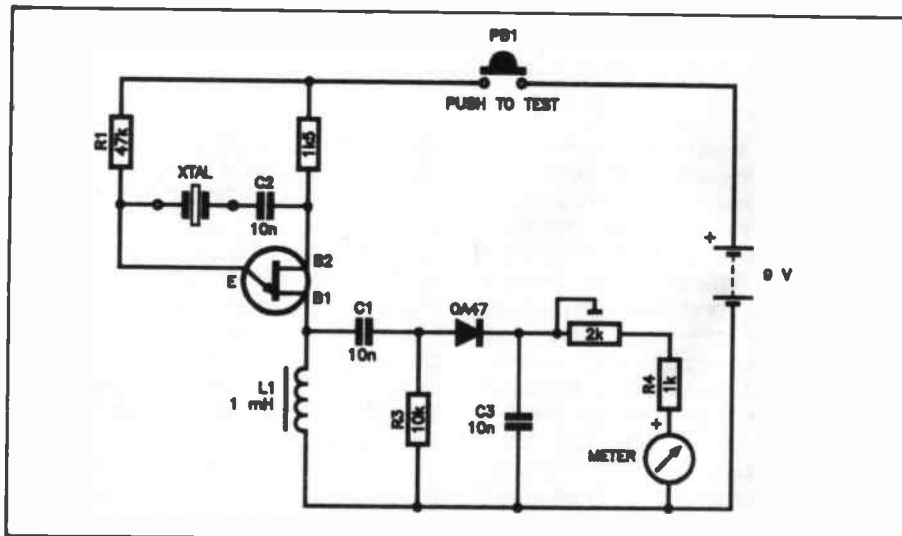 PB1
PUSH TO TEST
R1
47k
1k5
XTAL
C2
10n
B2
E
B1
+
9 V
C1
10n
OA47
2k
L1
1 mH
R3
10k
C3
10n
R4
1k
+
METER